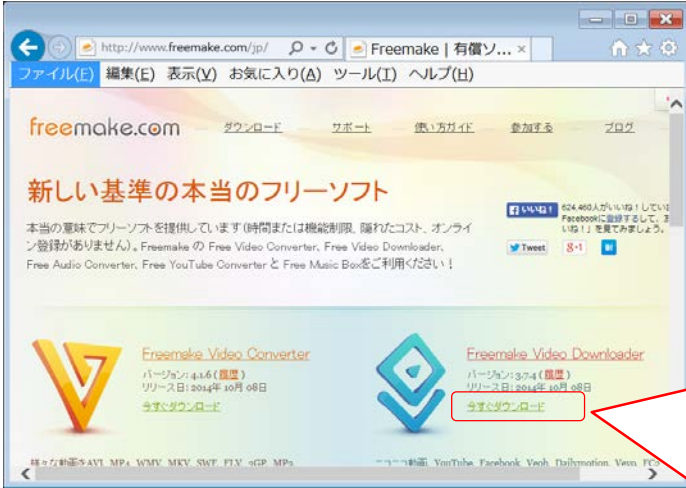 http://www.freemake.com/jp/
Freemake | 有償ソ... ×
ファイル(F) 編集(E) 表示(V) お気に入り(A) ツール(T) ヘルプ(H)
freemake.com ダウンロード サポート 使い方ガイド 参加する ブログ
新しい基準の本当のフリーソフト
本当の意味でフリーソフトを提供しています(時間または機能制限、隠れたコスト、オンライ
ン登録がありません)。Freemake の Free Video Converter, Free Video Downloader,
Free Audio Converter, Free YouTube Converter と Free Music Boxをご利用ください!
いいね! 624,460人がいいね!してい
Facebookに登録するして、
いね!」を見てみましょう。
Tweet 8+1 B!
Freemake Video Converter
バージョン: 4.1.6 (履歴)
リリース日: 2014年 10月 08日
今すぐダウンロード
Freemake Video Downloader
バージョン: 3.7.4 (履歴)
リリース日: 2014年 10月 08日
今すぐダウンロード
様々な動画をAVI, MP4, WMV, MKV, SWF, FLV, 3GP, MP3,
ニコニコ動画, YouTube, Facebook, Veoh, Dailymotion, Vevo, FC2